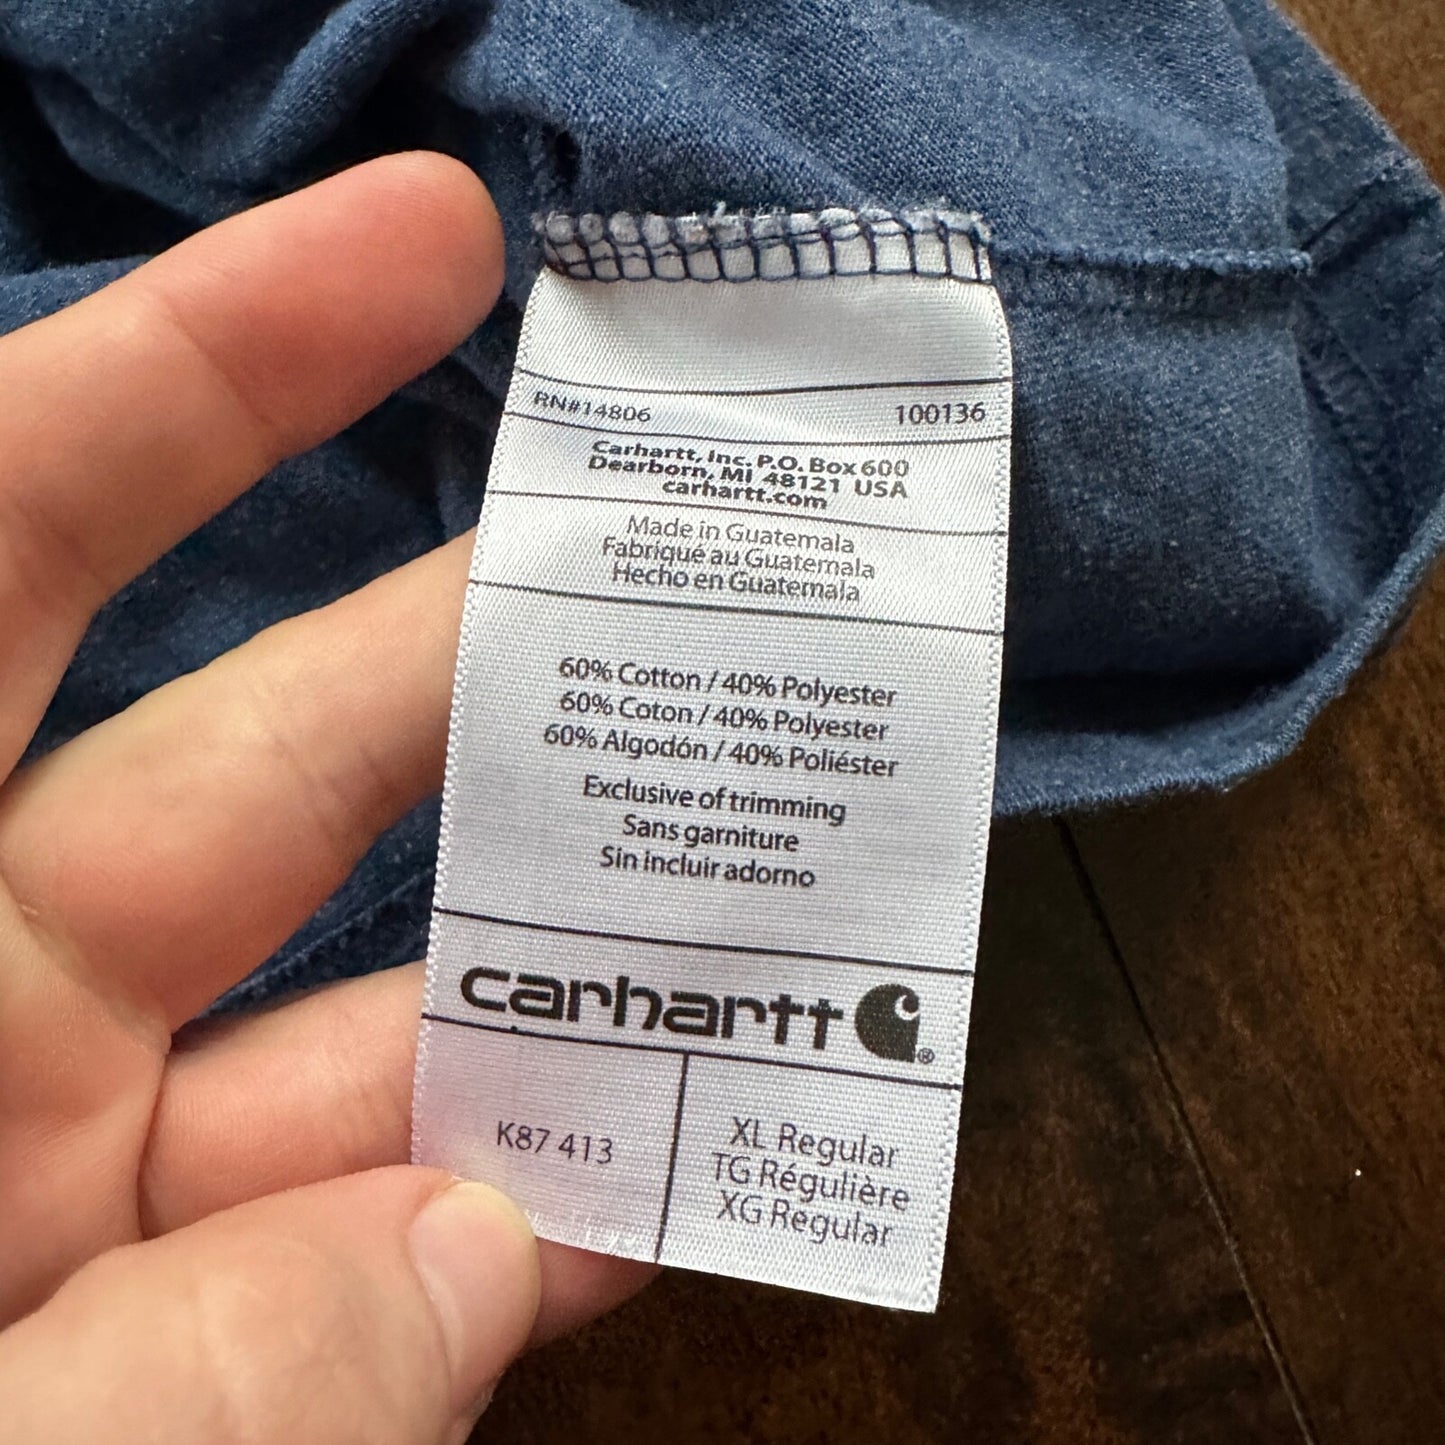 RN#14806 100136
Carhartt, Inc. P.O. Box 600
Dearborn, MI 48121 USA
carhartt.com
Made in Guatemala
Fabriqué au Guatemala
Hecho en Guatemala
60% Cotton / 40% Polyester
60% Coton / 40% Polyester
60% Algodón / 40% Poliéster
Exclusive of trimming
Sans garniture
Sin incluir adorno
carhartt ®
K87 413
XL Regular
TG Régulière
XG Regular